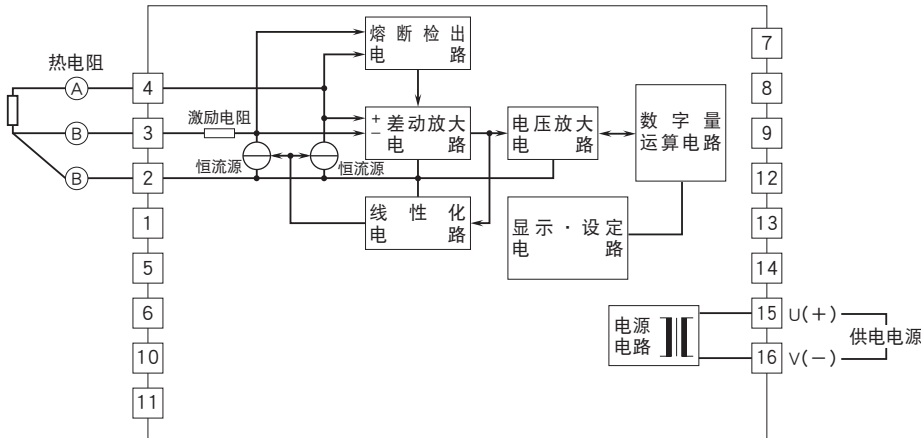 熔断检出
电路
热电阻
A
4
激励电阻
B
3
+
−
差动放大
电路
电压放大
电路
数字量
运算电路
恒流源
恒流源
B
2
线性化
电路
显示・设定
电路
1
5
6
10
11
7
8
9
12
13
14
电源
电路
15
U(+)
供电电源
16
V(−)